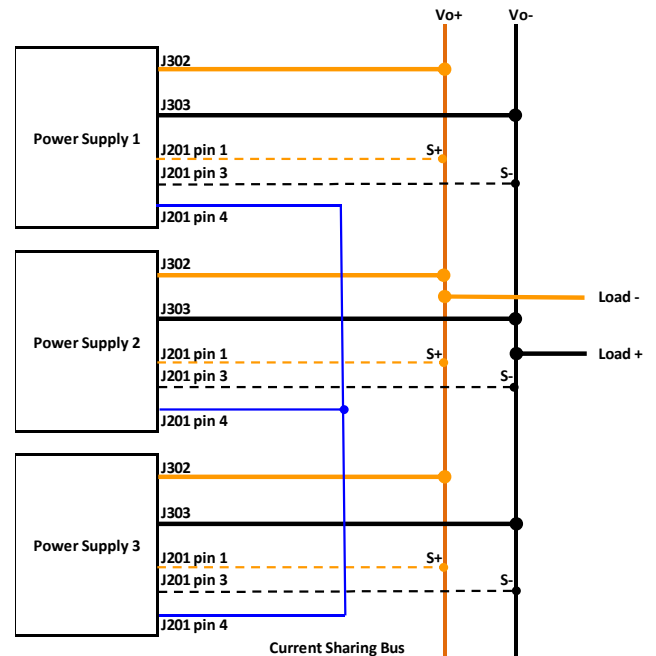 Vo+ Vo-
J302
J303
Power Supply 1
J201 pin 1 S+
J201 pin 3 S-
J201 pin 4
J302
Load -
J303
Power Supply 2
Load +
J201 pin 1 S+
J201 pin 3 S-
J201 pin 4
J302
J303
Power Supply 3
J201 pin 1 S+
J201 pin 3 S-
J201 pin 4
Current Sharing Bus